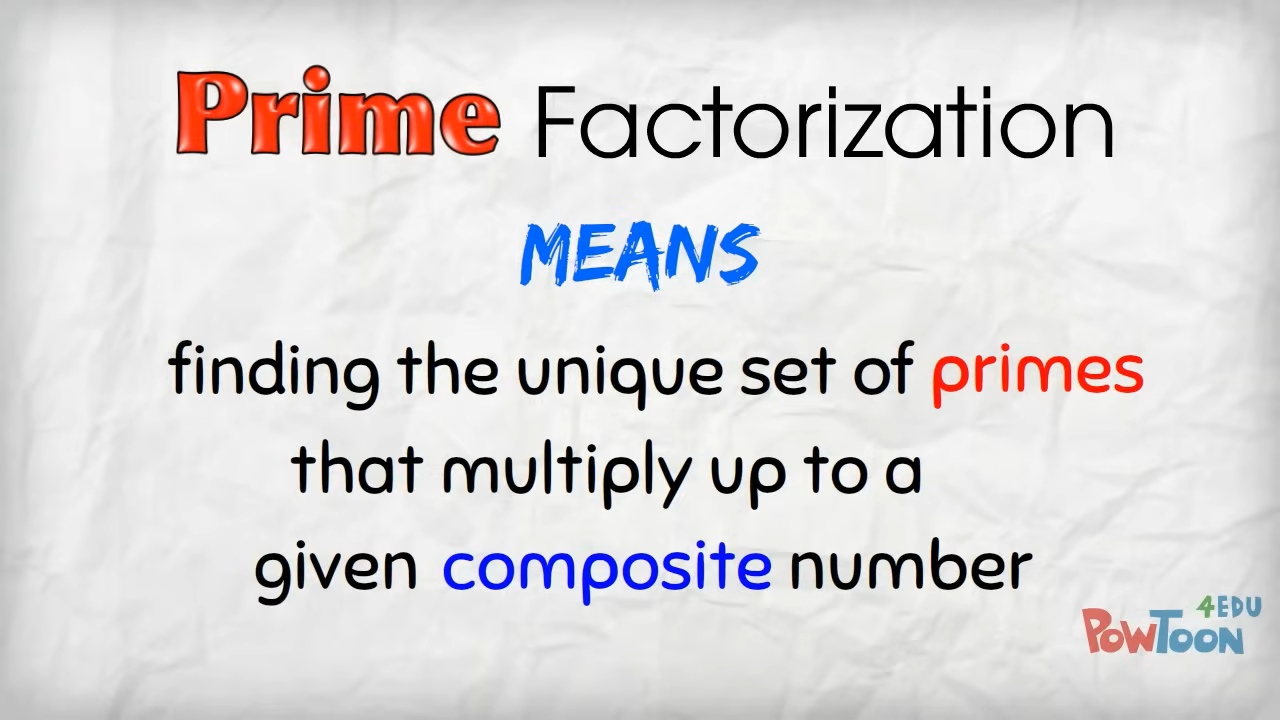 Prime Factorization
MEANS
finding the unique set of primes
that multiply up to a
given composite number
4EDU
POWTOON